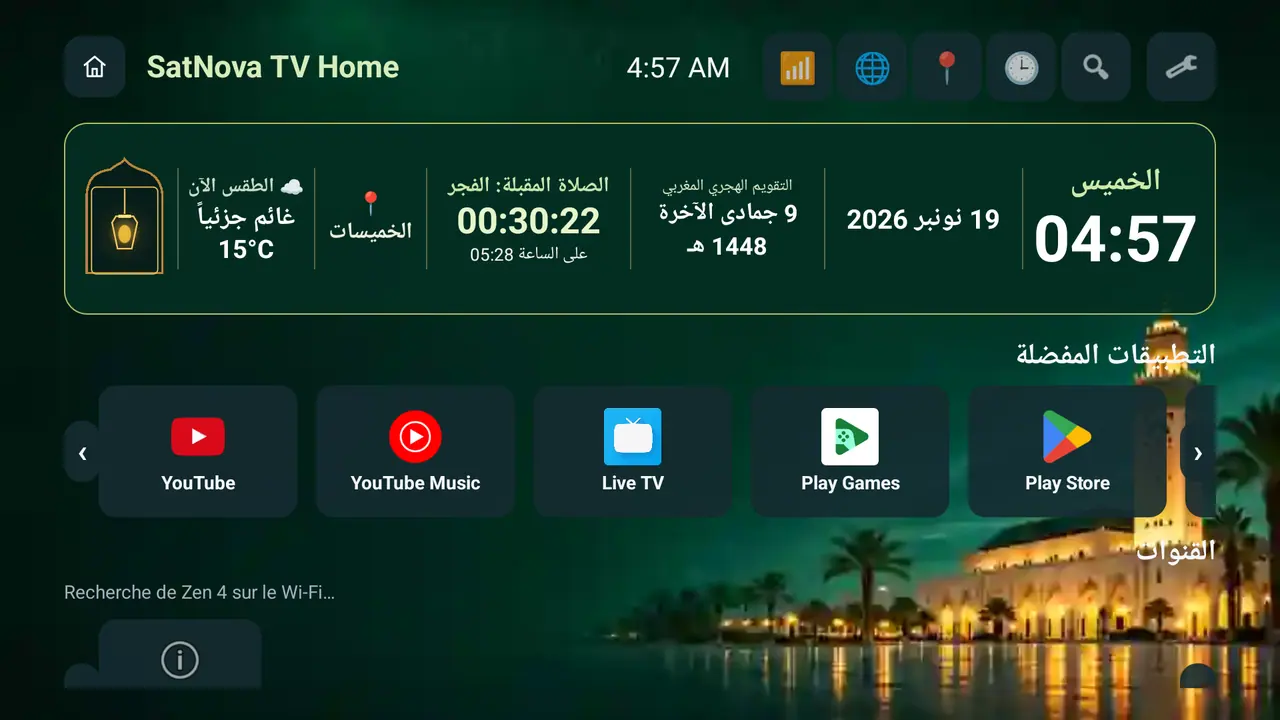 SatNova TV Home
4:57 AM
الخميس
04:57
19 نونبر 2026
التقويم الهجري المغربي
9 جمادى الآخرة
1448 هـ
الصلاة المقبلة: الفجر
00:30:22
على الساعة 05:28
الخميسات
☁️ الطقس الآن
غائم جزئياً
15°C
التطبيقات المفضلة
YouTube
YouTube Music
Live TV
Play Games
Play Store
القنوات
Recherche de Zen 4 sur le Wi-Fi…